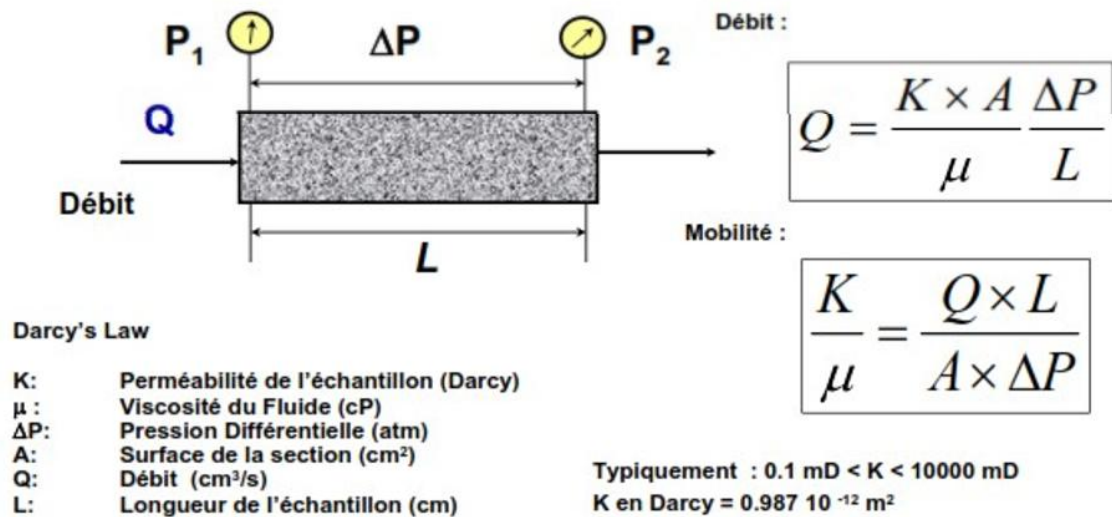 P₁ ΔP P₂
Débit :
Q
Q = K × A / μ ΔP / L
Débit
L
Mobilité :
K / μ = Q × L / A × ΔP
Darcy's Law
K: Perméabilité de l'échantillon (Darcy)
μ : Viscosité du Fluide (cP)
ΔP: Pression Différentielle (atm)
A: Surface de la section (cm²)
Q: Débit (cm³/s)
L: Longueur de l'échantillon (cm)
Typiquement : 0.1 mD < K < 10000 mD
K en Darcy = 0.987 10 ⁻¹² m²